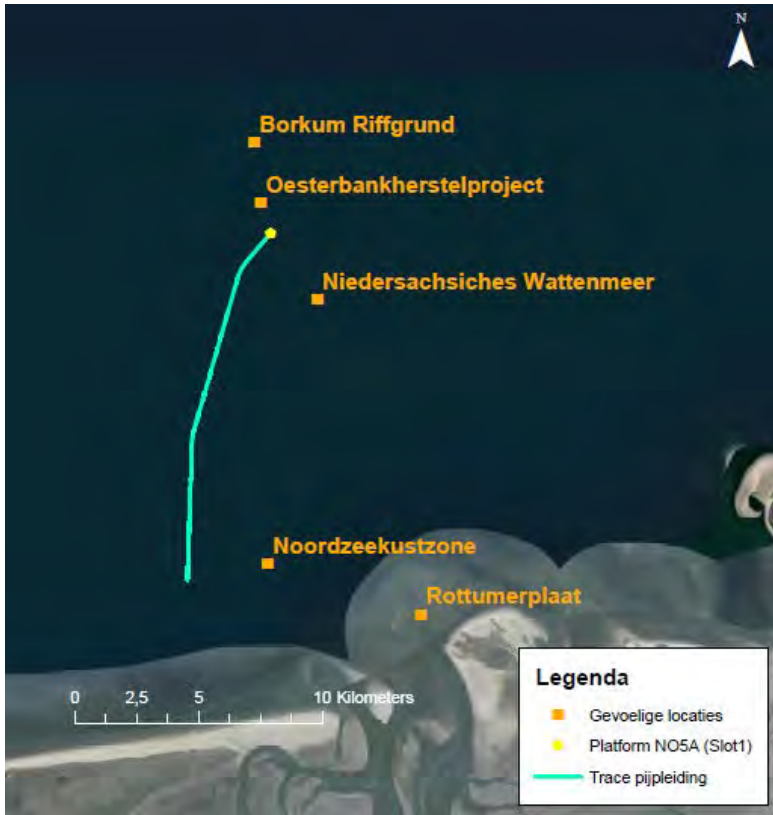 N
Borkum Riffgrund
Oesterbankherstelproject
Niedersachsiches Wattenmeer
Noordzeekustzone
Rottumerplaat
0 2,5 5 10 Kilometers
Legenda
Gevoelige locaties
Platform NO5A (Slot1)
Trace pijpleiding